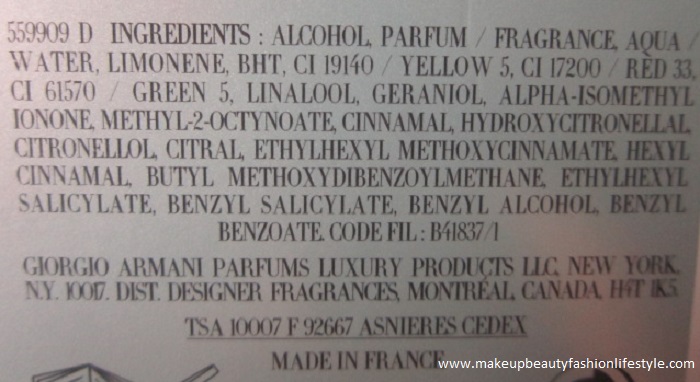 559909 D INGREDIENTS : ALCOHOL, PARFUM / FRAGRANCE, AQUA /
WATER, LIMONENE, BHT, CI 19140 / YELLOW 5, CI 17200 / RED 33,
CI 61570 / GREEN 5, LINALOOL, GERANIOL, ALPHA-ISOMETHYL
IONONE, METHYL-2-OCTYNOATE, CINNAMAL, HYDROXYCITRONELLAL,
CITRONELLOL, CITRAL, ETHYLHEXYL METHOXYCINNAMATE, HEXYL
CINNAMAL, BUTYL METHOXYDIBENZOYLMETHANE, ETHYLHEXYL
SALICYLATE, BENZYL SALICYLATE, BENZYL ALCOHOL, BENZYL
BENZOATE. CODE FIL : B41837/1
GIORGIO ARMANI PARFUMS LUXURY PRODUCTS LLC, NEW YORK,
N.Y. 10017. DIST. DESIGNER FRAGRANCES, MONTRÉAL, CANADA, H4T 1K5.
TSA 10007 F 92667 ASNIERES CEDEX
MADE IN FRANCE
www.makeupbeautyfashionlifestyle.com